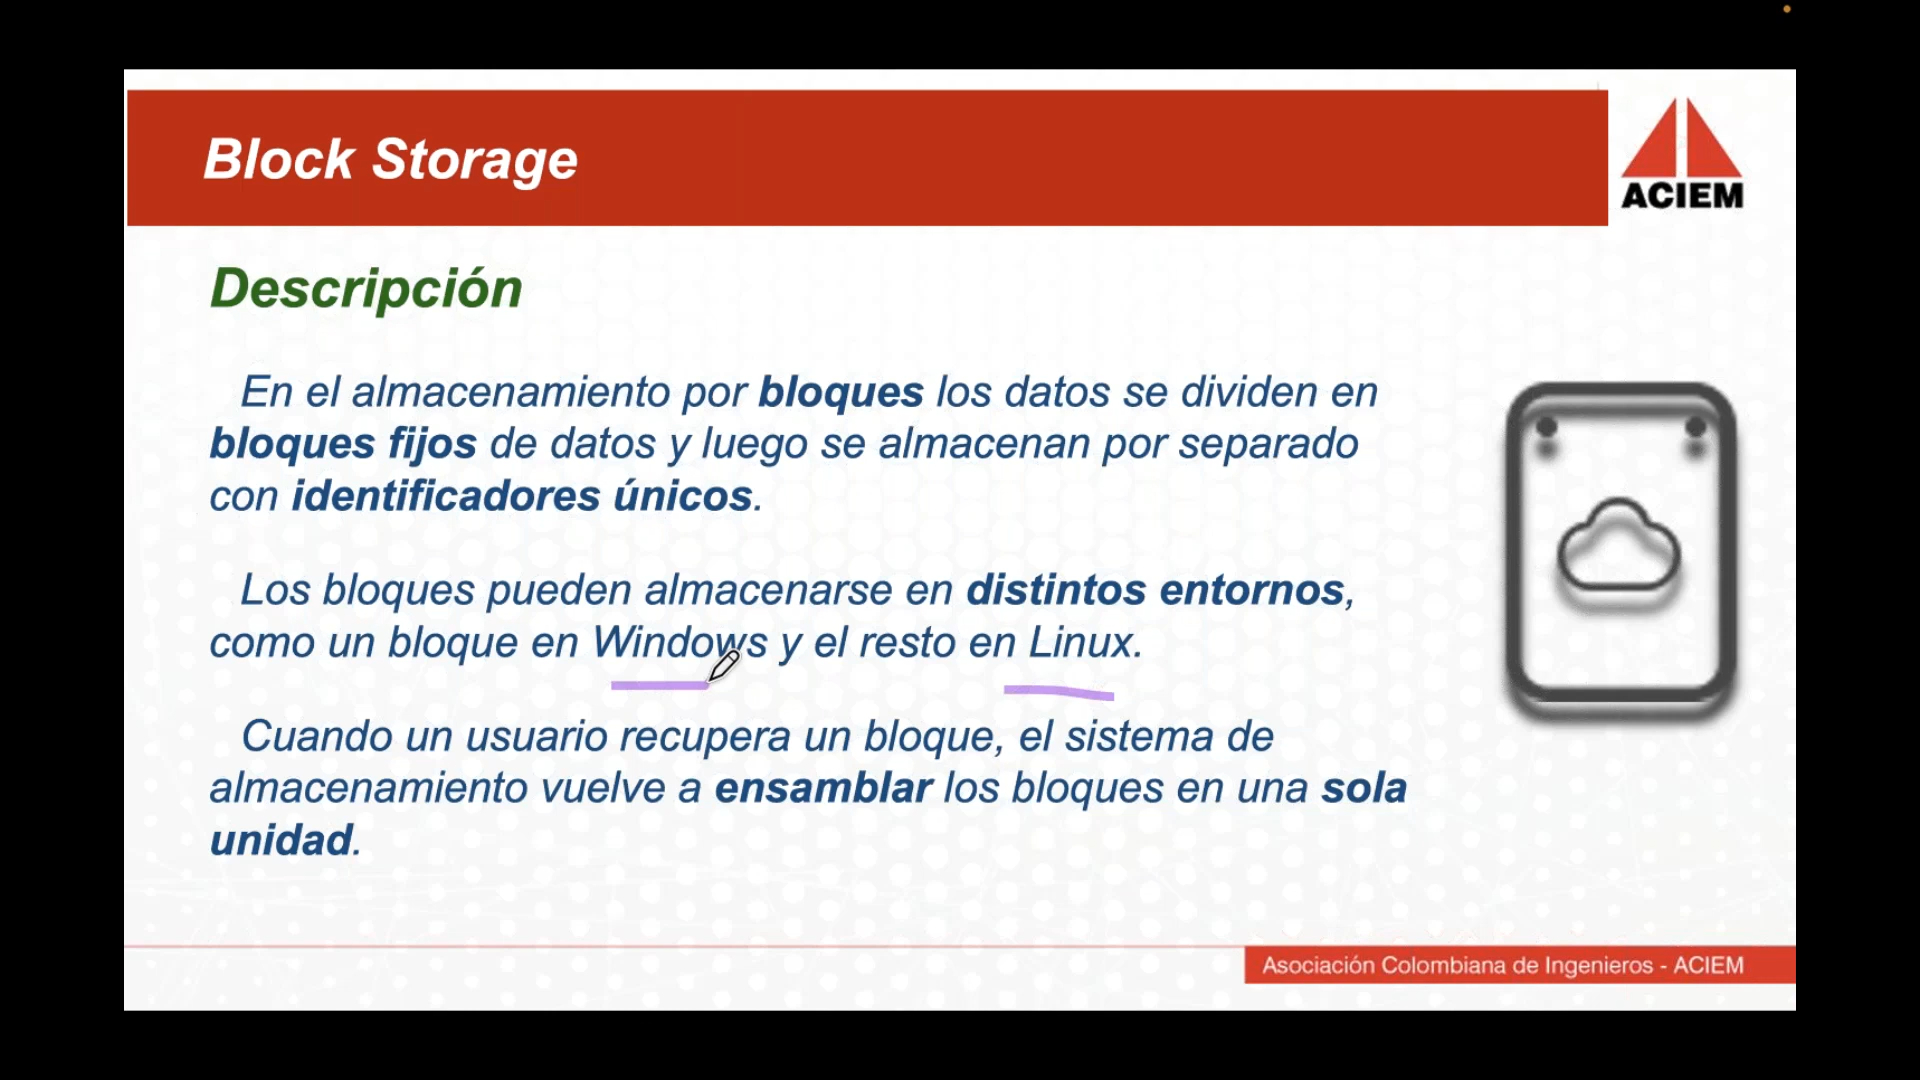 Block Storage
ACIEM
Descripción
En el almacenamiento por bloques los datos se dividen en
bloques fijos de datos y luego se almacenan por separado
con identificadores únicos.
Los bloques pueden almacenarse en distintos entornos,
como un bloque en Windows y el resto en Linux.
Cuando un usuario recupera un bloque, el sistema de
almacenamiento vuelve a ensamblar los bloques en una sola
unidad.
Asociación Colombiana de Ingenieros - ACIEM